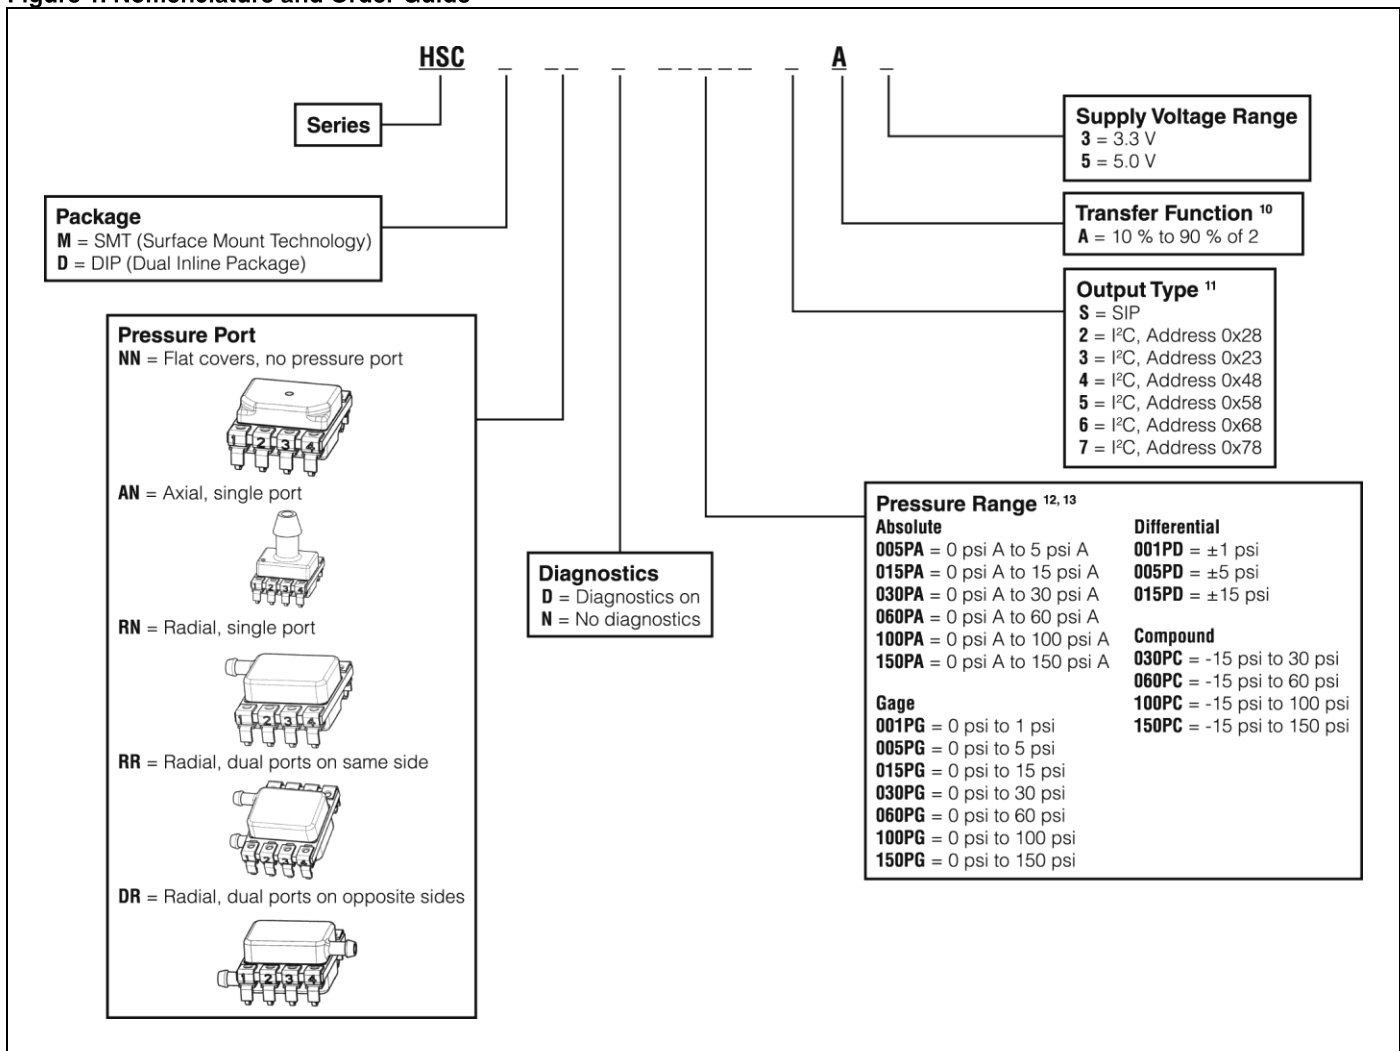 Figure 1. Nomenclature and Order Guide
HSC _ _ _ _ _ _ _ _ _ _ A _
Series
Package
M = SMT (Surface Mount Technology)
D = DIP (Dual Inline Package)
Pressure Port
NN = Flat covers, no pressure port
1 2 3 4
AN = Axial, single port
1 2 3 4
RN = Radial, single port
1 2 3 4
RR = Radial, dual ports on same side
DR = Radial, dual ports on opposite sides
1 2 3 4
Diagnostics
D = Diagnostics on
N = No diagnostics
Supply Voltage Range
3 = 3.3 V
5 = 5.0 V
Transfer Function ¹⁰
A = 10 % to 90 % of 2
Output Type ¹¹
S = SIP
2 = I²C, Address 0x28
3 = I²C, Address 0x23
4 = I²C, Address 0x48
5 = I²C, Address 0x58
6 = I²C, Address 0x68
7 = I²C, Address 0x78
Pressure Range ¹²,¹³
Absolute
005PA = 0 psi A to 5 psi A
015PA = 0 psi A to 15 psi A
030PA = 0 psi A to 30 psi A
060PA = 0 psi A to 60 psi A
100PA = 0 psi A to 100 psi A
150PA = 0 psi A to 150 psi A
Gage
001PG = 0 psi to 1 psi
005PG = 0 psi to 5 psi
015PG = 0 psi to 15 psi
030PG = 0 psi to 30 psi
060PG = 0 psi to 60 psi
100PG = 0 psi to 100 psi
150PG = 0 psi to 150 psi
Differential
001PD = ±1 psi
005PD = ±5 psi
015PD = ±15 psi
Compound
030PC = -15 psi to 30 psi
060PC = -15 psi to 60 psi
100PC = -15 psi to 100 psi
150PC = -15 psi to 150 psi